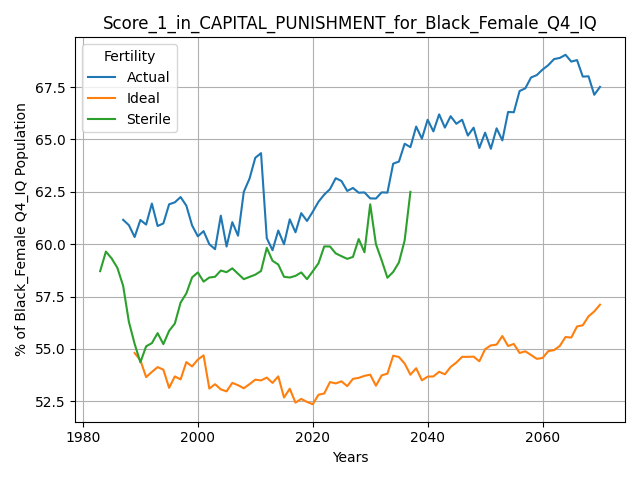 Score_1_in_CAPITAL_PUNISHMENT_for_Black_Female_Q4_IQ
Fertility
Actual
Ideal
Sterile
% of Black_Female Q4_IQ Population
67.5
65.0
62.5
60.0
57.5
55.0
52.5
1980
2000
2020
2040
2060
Years